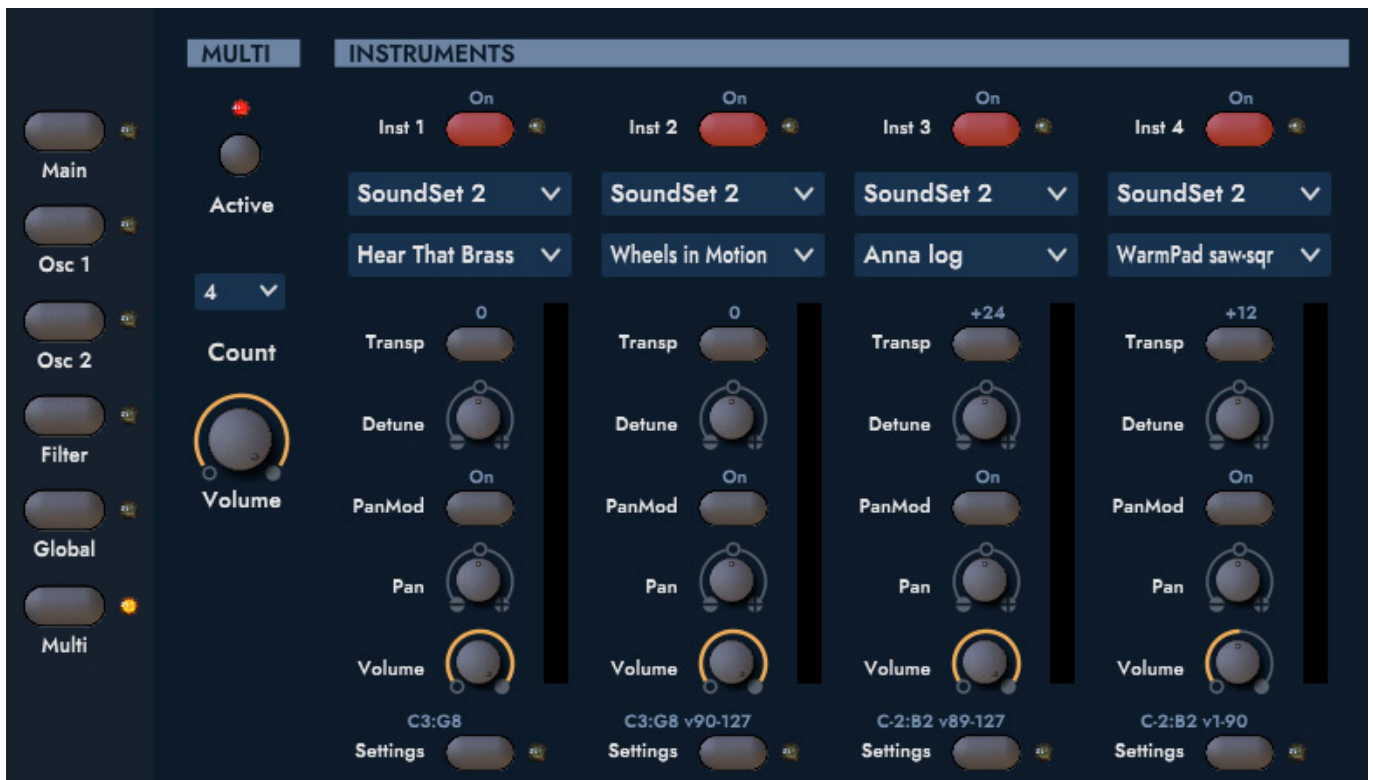 MULTI
INSTRUMENTS
Main
Osc 1
Osc 2
Filter
Global
Multi
Active
4
Count
Volume
On
Inst 1
SoundSet 2
Hear That Brass
0
Transp
Detune
On
PanMod
Pan
Volume
C3:G8
Settings
On
Inst 2
SoundSet 2
Wheels in Motion
0
Transp
Detune
On
PanMod
Pan
Volume
C3:G8 v90-127
Settings
On
Inst 3
SoundSet 2
Anna log
+24
Transp
Detune
On
PanMod
Pan
Volume
C-2:B2 v89-127
Settings
On
Inst 4
SoundSet 2
WarmPad saw-sqr
+12
Transp
Detune
On
PanMod
Pan
Volume
C-2:B2 v1-90
Settings